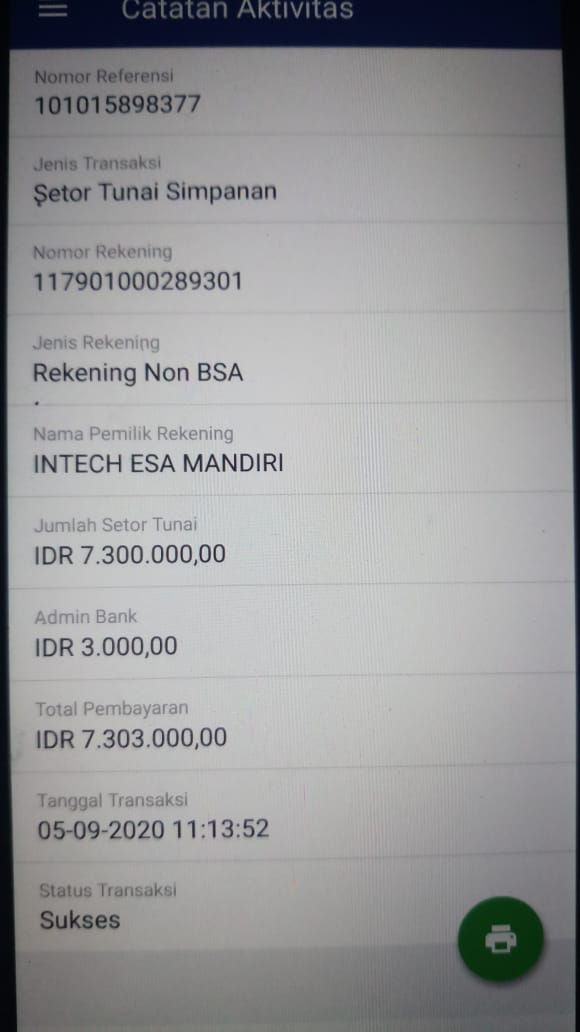 Catatan Aktivitas
Nomor Referensi
101015898377
Jenis Transaksi
Setor Tunai Simpanan
Nomor Rekening
117901000289301
Jenis Rekening
Rekening Non BSA
Nama Pemilik Rekening
INTECH ESA MANDIRI
Jumlah Setor Tunai
IDR 7.300.000,00
Admin Bank
IDR 3.000,00
Total Pembayaran
IDR 7.303.000,00
Tanggal Transaksi
05-09-2020 11:13:52
Status Transaksi
Sukses